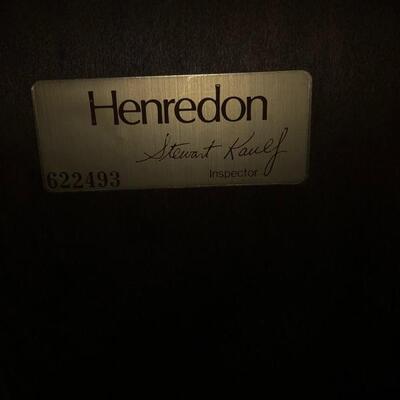 Henredon
Stewart
622493
Inspector